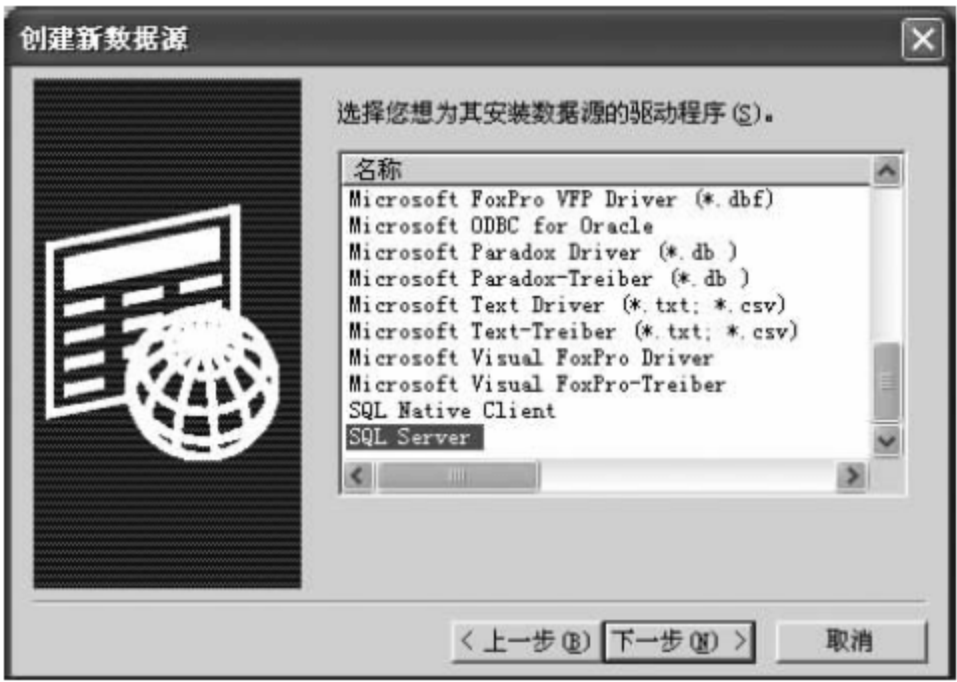 创建新数据源
选择您想为其安装数据源的驱动程序(S)。
名称
Microsoft FoxPro VFP Driver (*.dbf)
Microsoft ODBC for Oracle
Microsoft Paradox Driver (*.db )
Microsoft Paradox-Treiber (*.db )
Microsoft Text Driver (*.txt; *.csv)
Microsoft Text-Treiber (*.txt; *.csv)
Microsoft Visual FoxPro Driver
Microsoft Visual FoxPro-Treiber
SQL Native Client
SQL Server
< 上一步(B) 下一步(N) > 取消